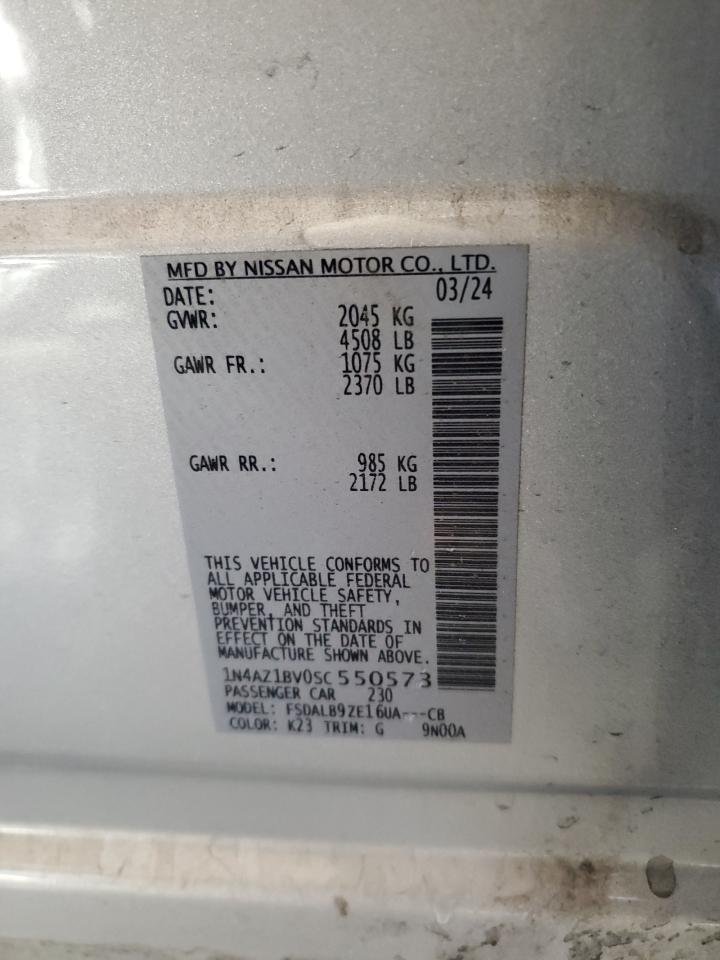 MFD BY NISSAN MOTOR CO., LTD.
DATE: 03/24
GVWR: 2045 KG
4508 LB
GAWR FR.: 1075 KG
2370 LB
GAWR RR.: 985 KG
2172 LB
THIS VEHICLE CONFORMS TO
ALL APPLICABLE FEDERAL
MOTOR VEHICLE SAFETY,
BUMPER, AND THEFT
PREVENTION STANDARDS IN
EFFECT ON THE DATE OF
MANUFACTURE SHOWN ABOVE.
1N4AZ1BV0SC550573
PASSENGER CAR 230
MODEL: FSDALB9ZE16UA---CB
COLOR: K23 TRIM: G 9N00A